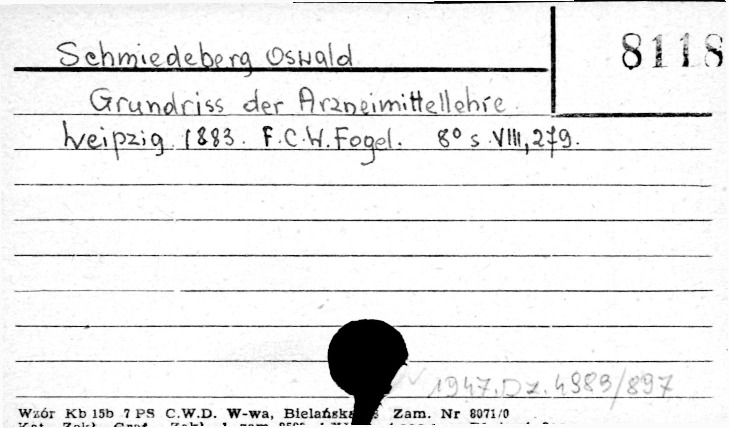 Schmiedeberg Oswald
8118
Grundriss der Arzneimittellehre.
Leipzig 1883. F.C.W.Fogel. 8° s.VIII,279.
1947.Dz.4989/897
Wzór Kb 15b 7 PS C.W.D. W-wa, Bielańska Zam. Nr 8071/0